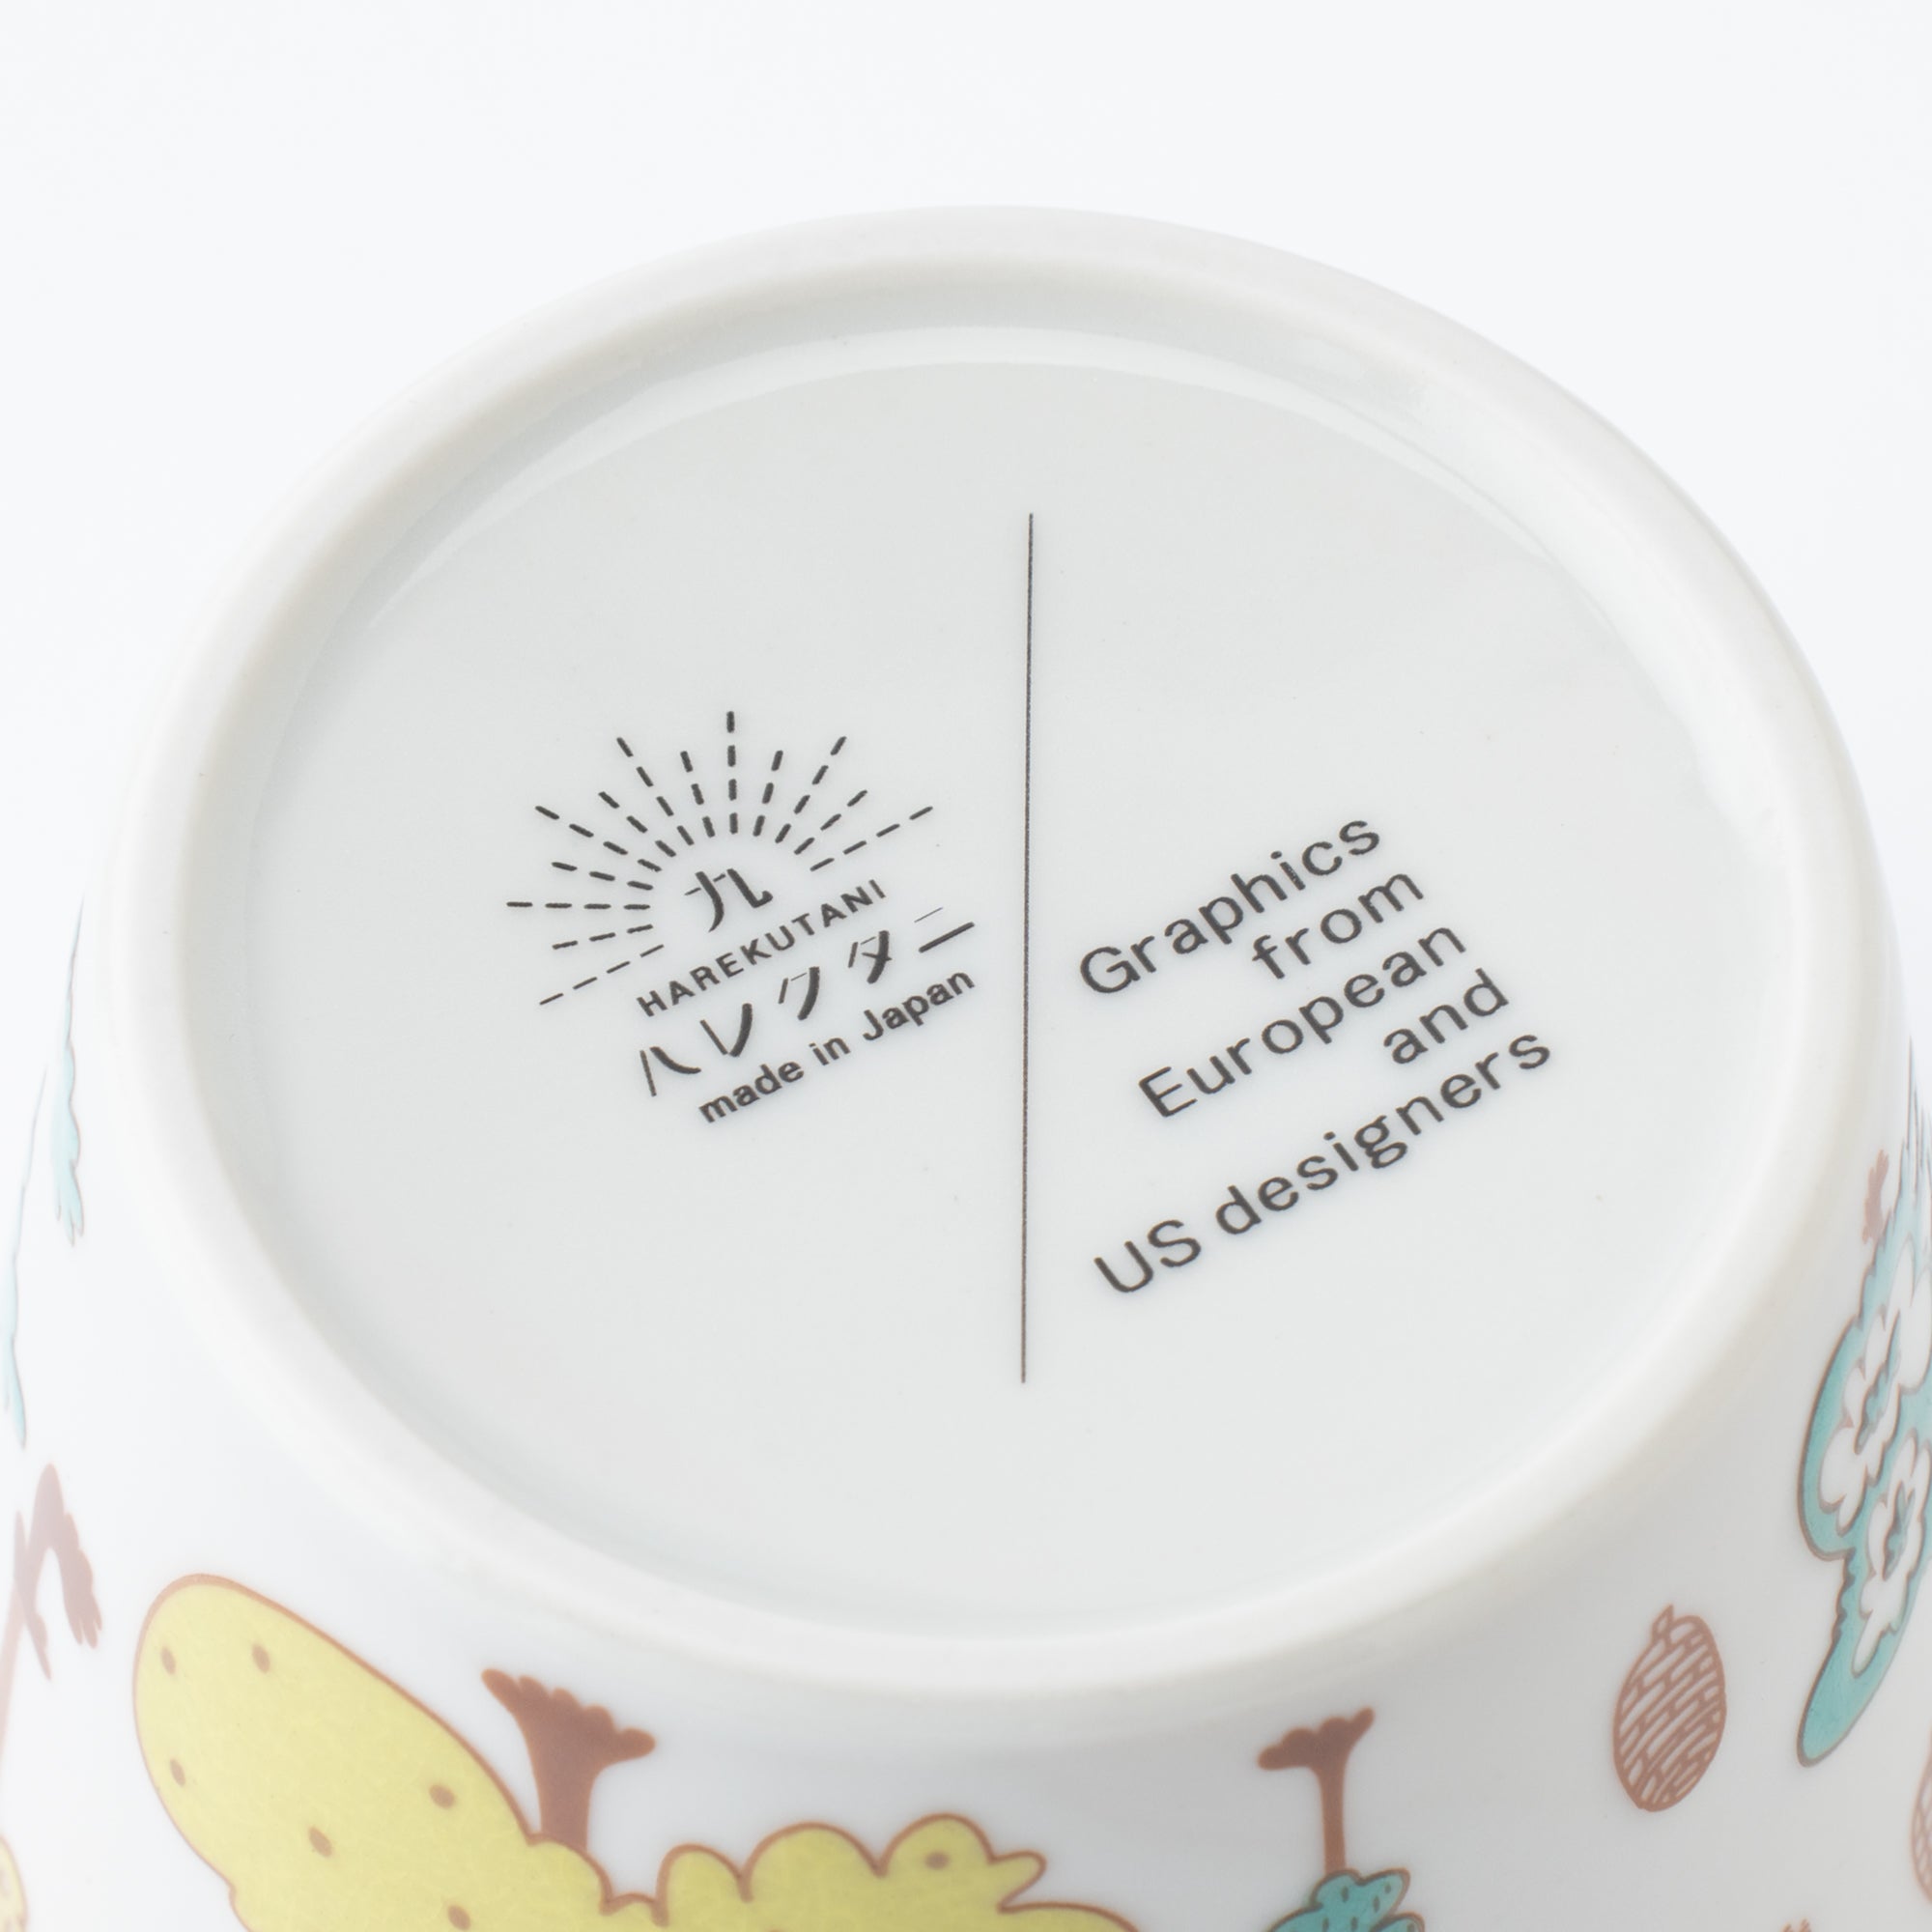 九
HAREKUTANI
ハレクタニ
made in Japan
Graphics
from
European
and
US designers